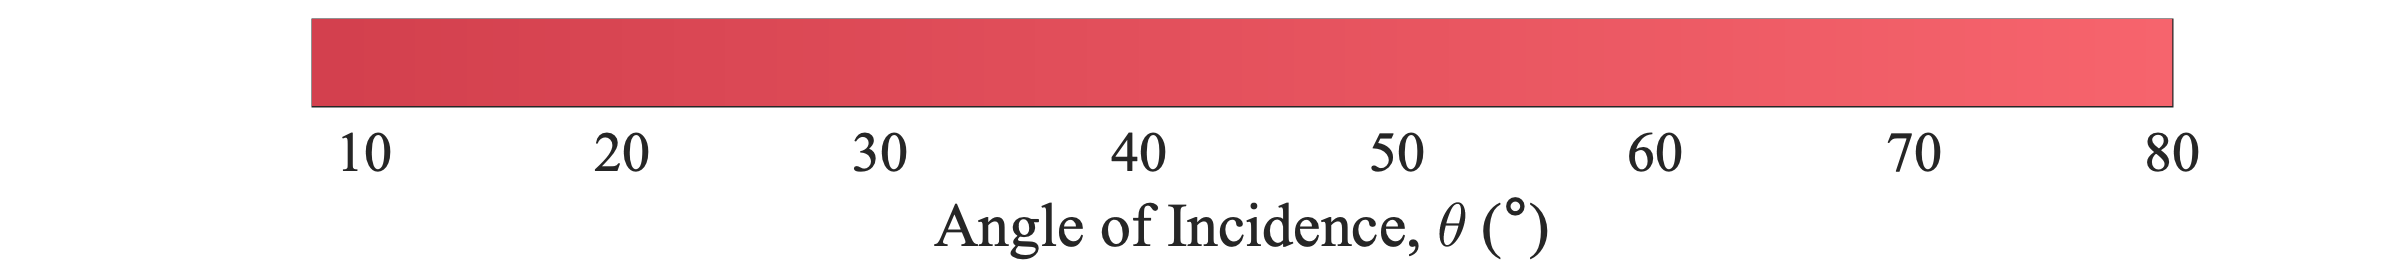 10 20 30 40 50 60 70 80
Angle of Incidence, θ (°)